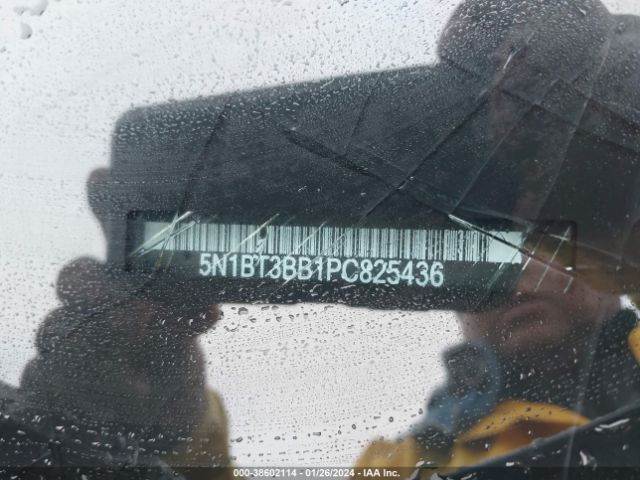 5N1BT3BB1PC825436
000-38602114 - 01/26/2024 - IAA Inc.